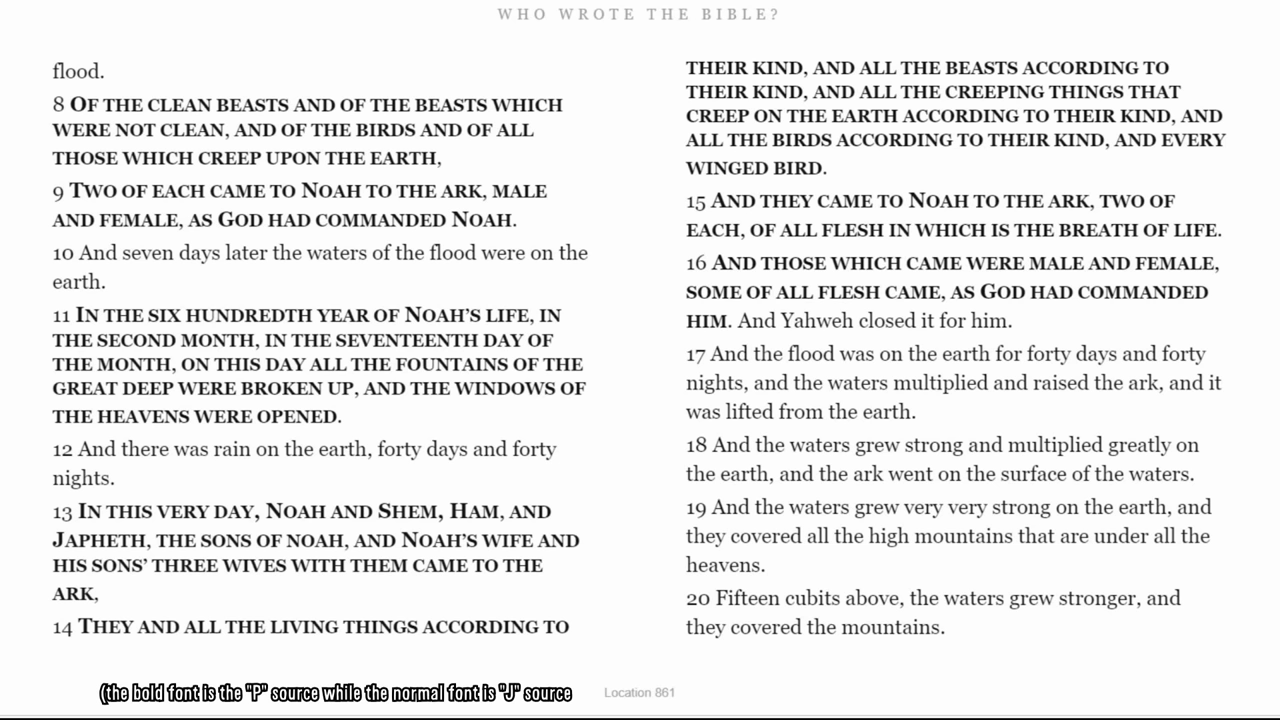 WHO WROTE THE BIBLE?
flood.
8 OF THE CLEAN BEASTS AND OF THE BEASTS WHICH
WERE NOT CLEAN, AND OF THE BIRDS AND OF ALL
THOSE WHICH CREEP UPON THE EARTH,
9 TWO OF EACH CAME TO NOAH TO THE ARK, MALE
AND FEMALE, AS GOD HAD COMMANDED NOAH.
10 And seven days later the waters of the flood were on the
earth.
11 IN THE SIX HUNDREDTH YEAR OF NOAH’S LIFE, IN
THE SECOND MONTH, IN THE SEVENTEENTH DAY OF
THE MONTH, ON THIS DAY ALL THE FOUNTAINS OF THE
GREAT DEEP WERE BROKEN UP, AND THE WINDOWS OF
THE HEAVENS WERE OPENED.
12 And there was rain on the earth, forty days and forty
nights.
13 IN THIS VERY DAY, NOAH AND SHEM, HAM, AND
JAPHETH, THE SONS OF NOAH, AND NOAH’S WIFE AND
HIS SONS’ THREE WIVES WITH THEM CAME TO THE
ARK,
14 THEY AND ALL THE LIVING THINGS ACCORDING TO
THEIR KIND, AND ALL THE BEASTS ACCORDING TO
THEIR KIND, AND ALL THE CREEPING THINGS THAT
CREEP ON THE EARTH ACCORDING TO THEIR KIND, AND
ALL THE BIRDS ACCORDING TO THEIR KIND, AND EVERY
WINGED BIRD.
15 AND THEY CAME TO NOAH TO THE ARK, TWO OF
EACH, OF ALL FLESH IN WHICH IS THE BREATH OF LIFE.
16 AND THOSE WHICH CAME WERE MALE AND FEMALE,
SOME OF ALL FLESH CAME, AS GOD HAD COMMANDED
HIM. And Yahweh closed it for him.
17 And the flood was on the earth for forty days and forty
nights, and the waters multiplied and raised the ark, and it
was lifted from the earth.
18 And the waters grew strong and multiplied greatly on
the earth, and the ark went on the surface of the waters.
19 And the waters grew very very strong on the earth, and
they covered all the high mountains that are under all the
heavens.
20 Fifteen cubits above, the waters grew stronger, and
they covered the mountains.
(the bold font is the "P" source while the normal font is "J" source
Location 861